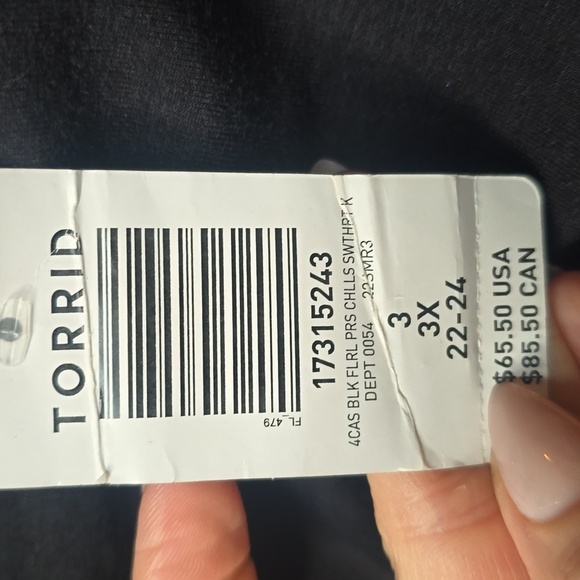 TORRID
FL_479
17315243
4CAS BLK FLRL PRS CHLLS SWTHRT K
DEPT 0054 223MR3
3
3X
22-24
$65.50 USA
$85.50 CAN